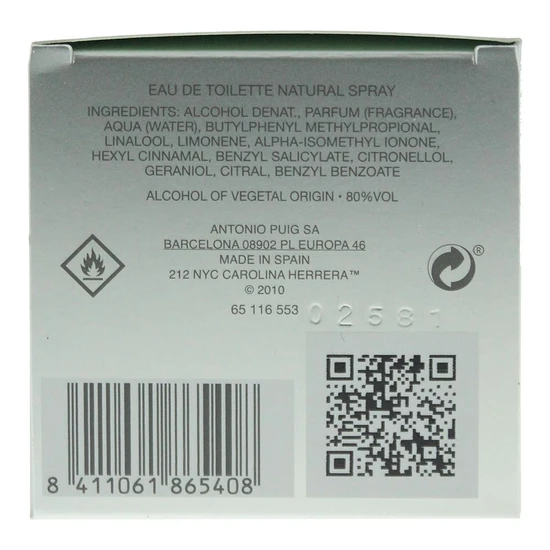 EAU DE TOILETTE NATURAL SPRAY
INGREDIENTS: ALCOHOL DENAT., PARFUM (FRAGRANCE),
AQUA (WATER), BUTYLPHENYL METHYLPROPIONAL,
LINALOOL, LIMONENE, ALPHA-ISOMETHYL IONONE,
HEXYL CINNAMAL, BENZYL SALICYLATE, CITRONELLOL,
GERANIOL, CITRAL, BENZYL BENZOATE
ALCOHOL OF VEGETAL ORIGIN · 80%VOL
ANTONIO PUIG SA
BARCELONA 08902 PL EUROPA 46
MADE IN SPAIN
212 NYC CAROLINA HERRERA™
© 2010
®
65 116 553
02581
8 411061 865408